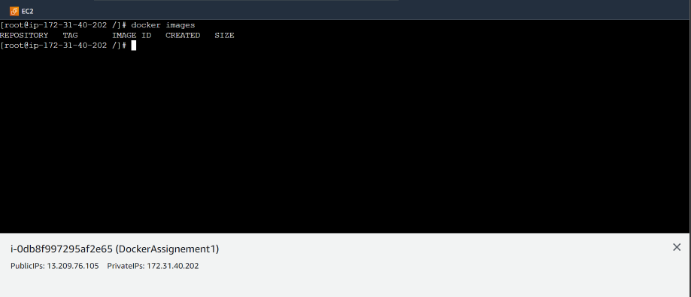 EC2
[root@ip-172-31-40-202 /]# docker images
REPOSITORY TAG IMAGE ID CREATED SIZE
[root@ip-172-31-40-202 /]#
i-0db8f997295af2e65 (DockerAssignement1)
PublicIPs: 13.209.76.105 PrivateIPs: 172.31.40.202